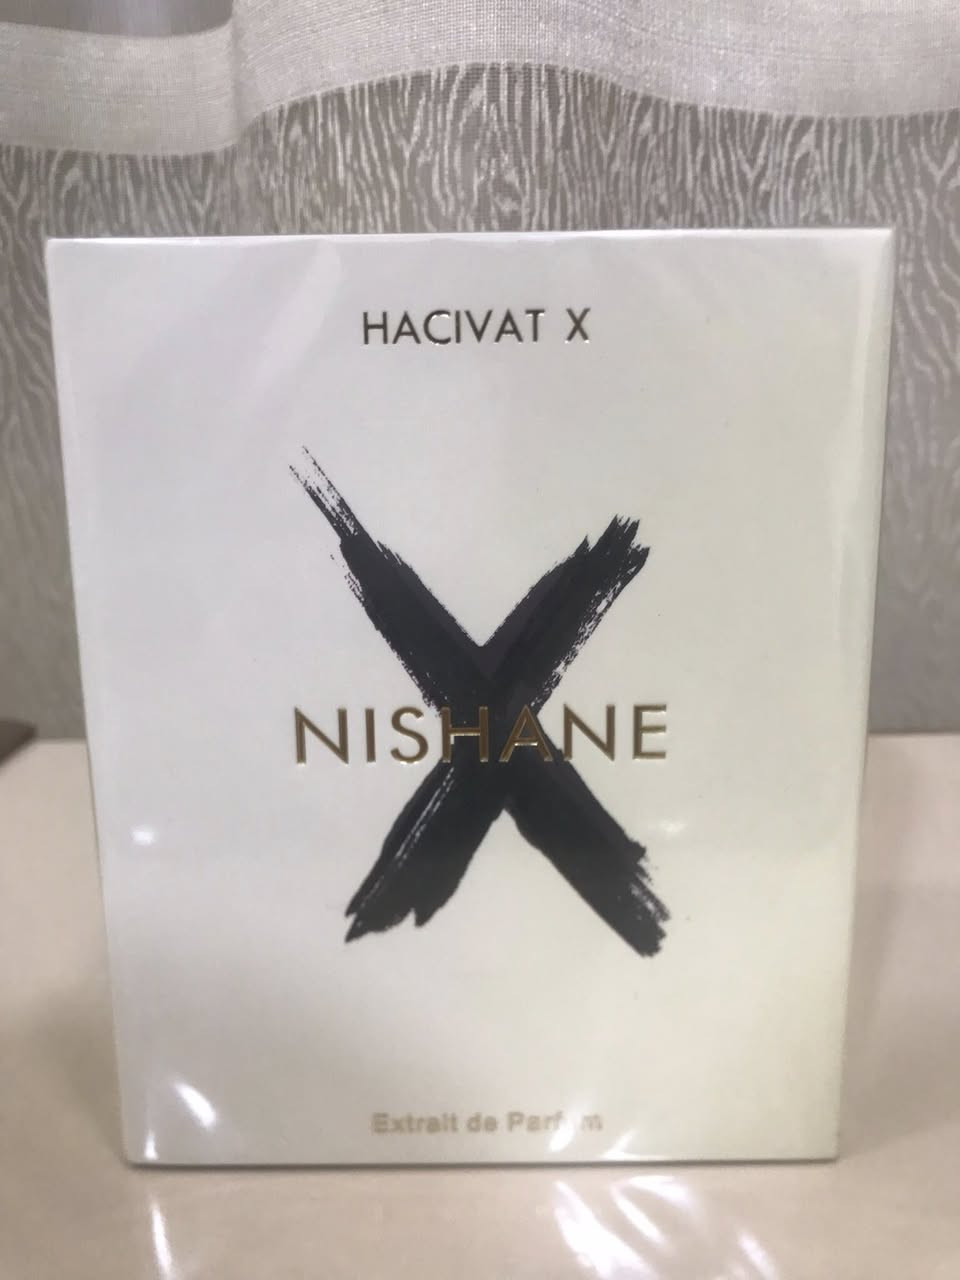 HACIVAT X
NISHANE
Extrait de Parfum